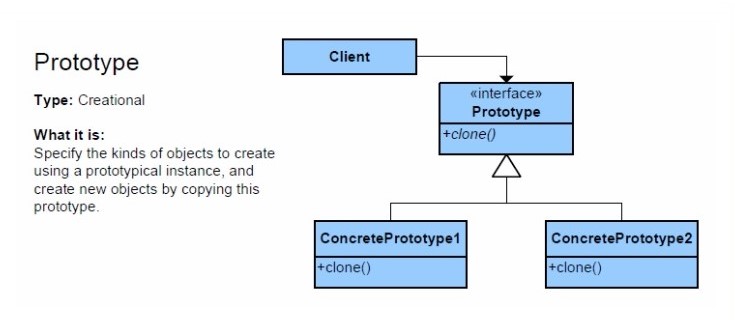 Prototype
Type: Creational
What it is:
Specify the kinds of objects to create
using a prototypical instance, and
create new objects by copying this
prototype.
Client
«interface»
Prototype
+clone()
ConcretePrototype1
+clone()
ConcretePrototype2
+clone()